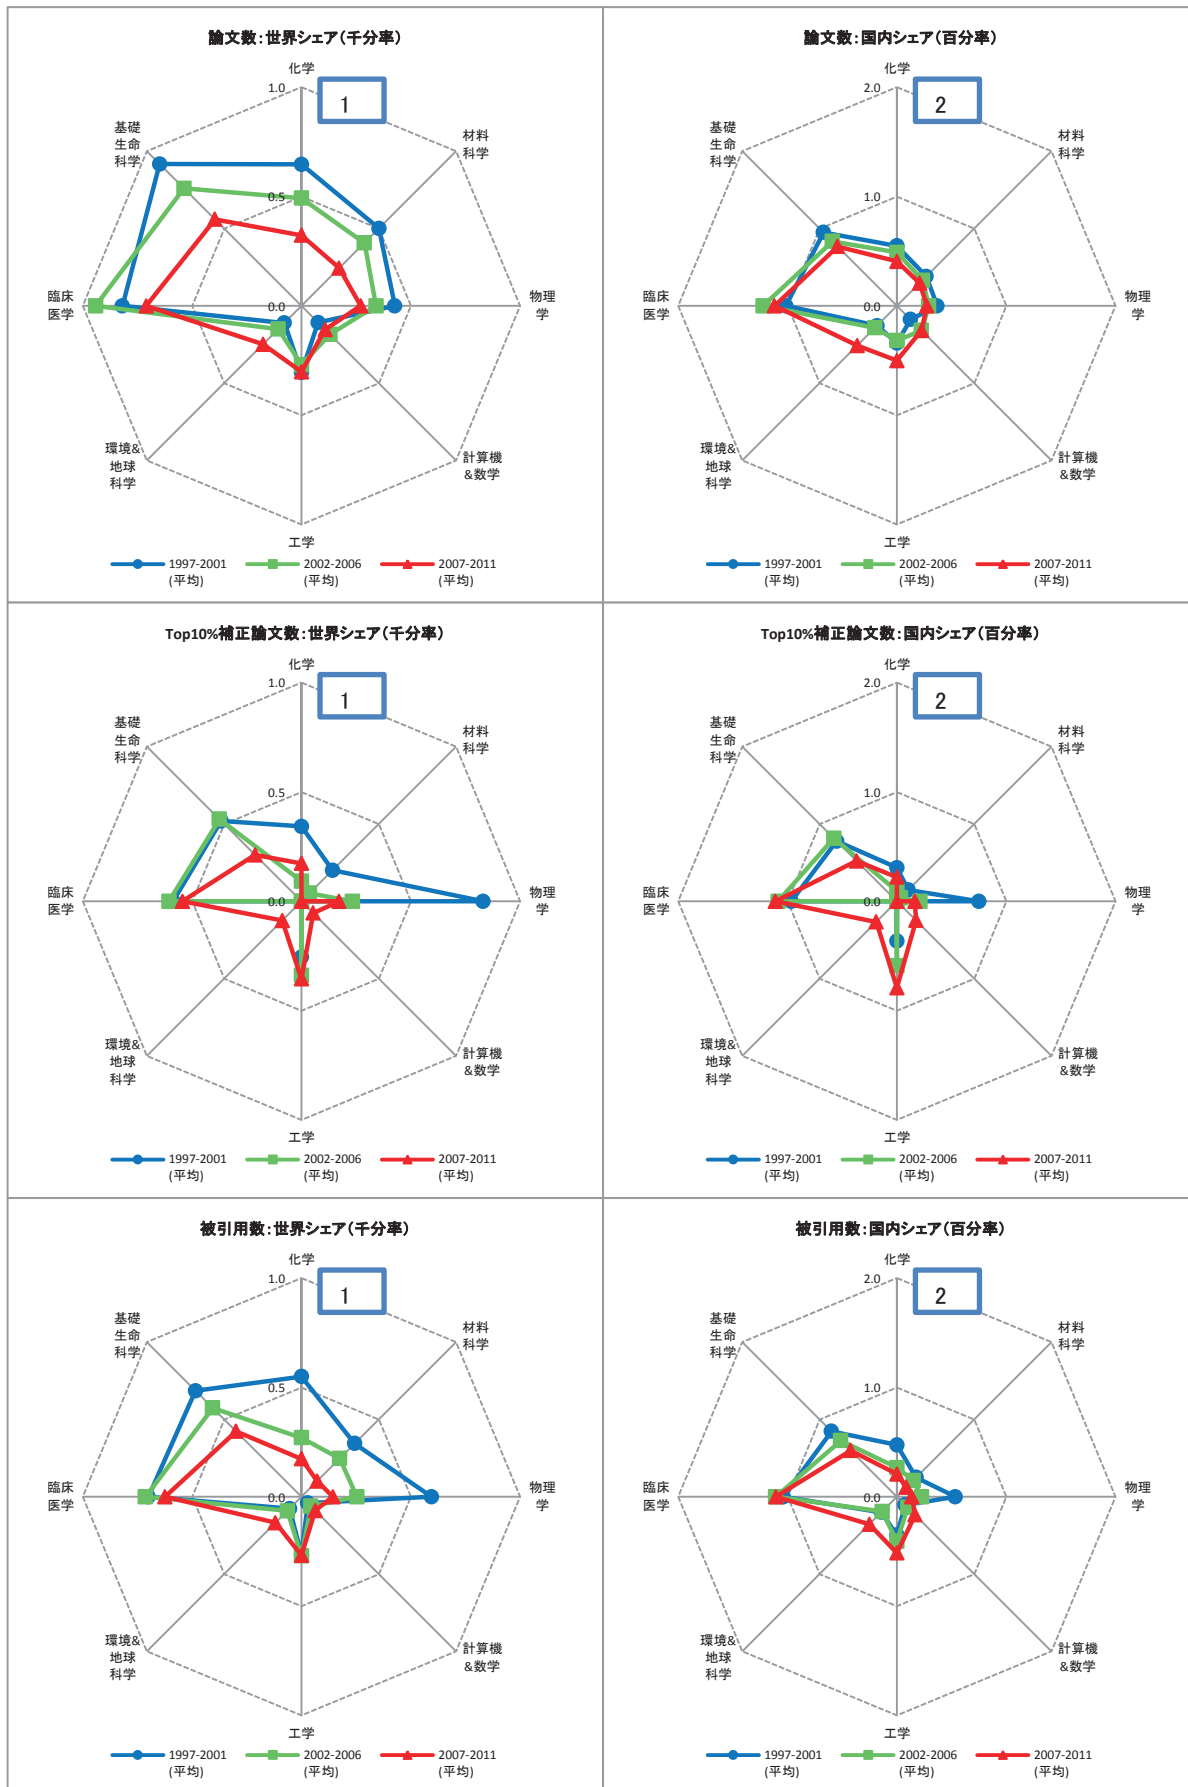 論文数:世界シェア(千分率)
化学
1.0
1
基礎
生命
科学
材料
科学
0.5
臨床
医学
0.0
物理
学
環境&
地球
科学
計算機
&数学
工学
1997-2001
(平均)
2002-2006
(平均)
2007-2011
(平均)
論文数:国内シェア(百分率)
化学
2.0
2
基礎
生命
科学
材料
科学
1.0
臨床
医学
0.0
物理
学
環境&
地球
科学
計算機
&数学
工学
1997-2001
(平均)
2002-2006
(平均)
2007-2011
(平均)
Top10%補正論文数:世界シェア(千分率)
化学
1.0
1
基礎
生命
科学
材料
科学
0.5
臨床
医学
0.0
物理
学
環境&
地球
科学
計算機
&数学
工学
1997-2001
(平均)
2002-2006
(平均)
2007-2011
(平均)
Top10%補正論文数:国内シェア(百分率)
化学
2.0
2
基礎
生命
科学
材料
科学
1.0
臨床
医学
0.0
物理
学
環境&
地球
科学
計算機
&数学
工学
1997-2001
(平均)
2002-2006
(平均)
2007-2011
(平均)
被引用数:世界シェア(千分率)
化学
1.0
1
基礎
生命
科学
材料
科学
0.5
臨床
医学
0.0
物理
学
環境&
地球
科学
計算機
&数学
工学
1997-2001
(平均)
2002-2006
(平均)
2007-2011
(平均)
被引用数:国内シェア(百分率)
化学
2.0
2
基礎
生命
科学
材料
科学
1.0
臨床
医学
0.0
物理
学
環境&
地球
科学
計算機
&数学
工学
1997-2001
(平均)
2002-2006
(平均)
2007-2011
(平均)